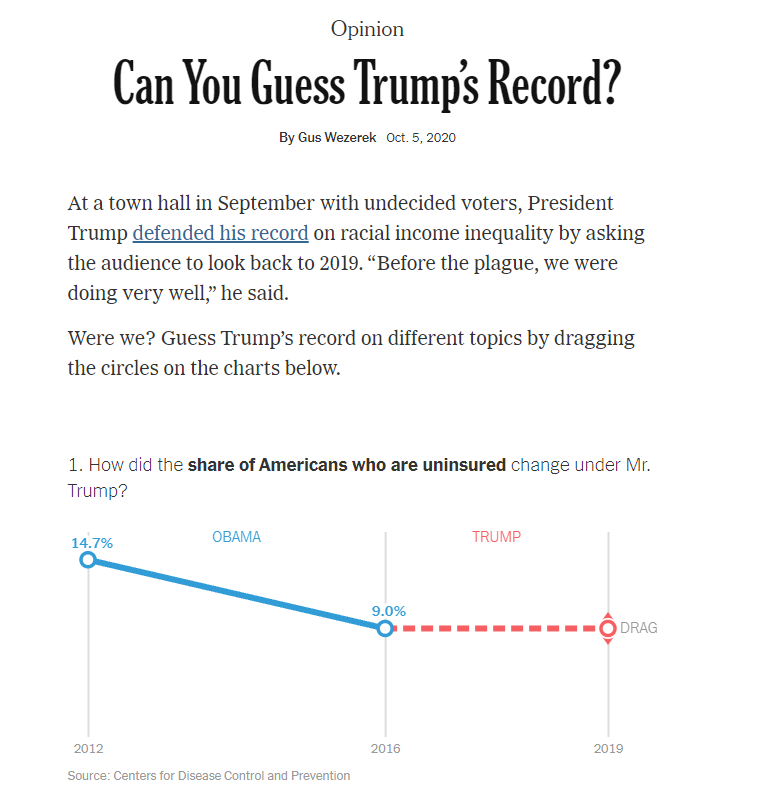 Opinion
Can You Guess Trump's Record?
By Gus Wezerek Oct. 5, 2020
At a town hall in September with undecided voters, President
Trump defended his record on racial income inequality by asking
the audience to look back to 2019. “Before the plague, we were
doing very well,” he said.
Were we? Guess Trump’s record on different topics by dragging
the circles on the charts below.
1. How did the share of Americans who are uninsured change under Mr.
Trump?
OBAMA TRUMP
14.7%
9.0%
DRAG
2012 2016 2019
Source: Centers for Disease Control and Prevention